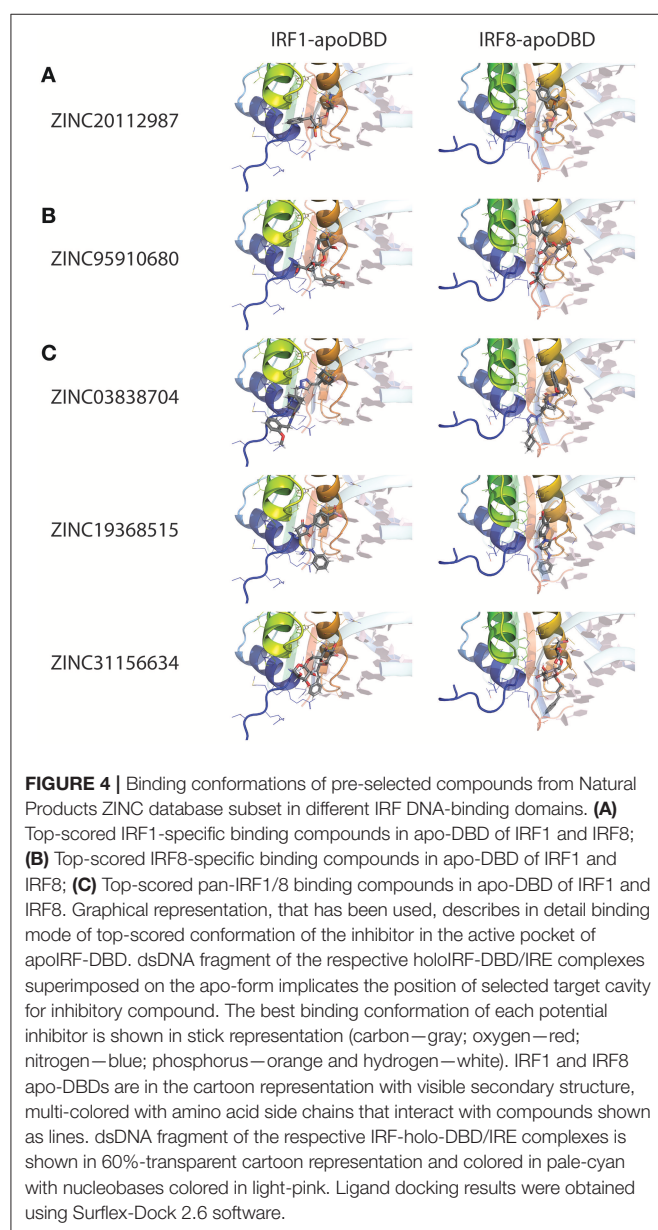 IRF1-apoDBD IRF8-apoDBD
A
ZINC20112987
B
ZINC95910680
C
ZINC03838704
ZINC19368515
ZINC31156634
FIGURE 4 | Binding conformations of pre-selected compounds from Natural
Products ZINC database subset in different IRF DNA-binding domains. (A)
Top-scored IRF1-specific binding compounds in apo-DBD of IRF1 and IRF8;
(B) Top-scored IRF8-specific binding compounds in apo-DBD of IRF1 and
IRF8; (C) Top-scored pan-IRF1/8 binding compounds in apo-DBD of IRF1 and
IRF8. Graphical representation, that has been used, describes in detail binding
mode of top-scored conformation of the inhibitor in the active pocket of
apoIRF-DBD. dsDNA fragment of the respective holoIRF-DBD/IRE complexes
superimposed on the apo-form implicates the position of selected target cavity
for inhibitory compound. The best binding conformation of each potential
inhibitor is shown in stick representation (carbon—gray; oxygen—red;
nitrogen—blue; phosphorus—orange and hydrogen—white). IRF1 and IRF8
apo-DBDs are in the cartoon representation with visible secondary structure,
multi-colored with amino acid side chains that interact with compounds shown
as lines. dsDNA fragment of the respective IRF-holo-DBD/IRE complexes is
shown in 60%-transparent cartoon representation and colored in pale-cyan
with nucleobases colored in light-pink. Ligand docking results were obtained
using Surflex-Dock 2.6 software.